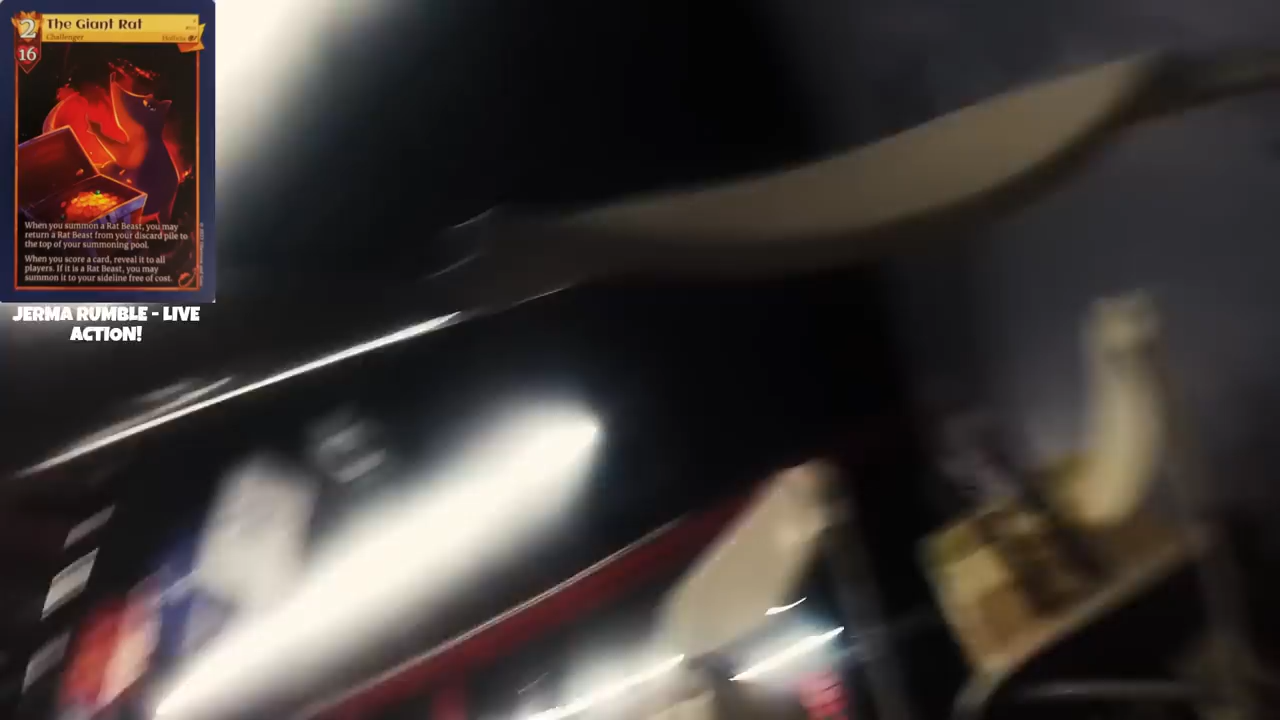 2 The Giant Rat
Challenger
16
When you summon a Rat Beast, you may
return a Rat Beast from your discard pile to
the top of your summoning pool.
When you score a card, reveal it to all
players. If it is a Rat Beast, you may
summon it to your sideline free of cost.
JERMA RUMBLE - LIVE
ACTION!